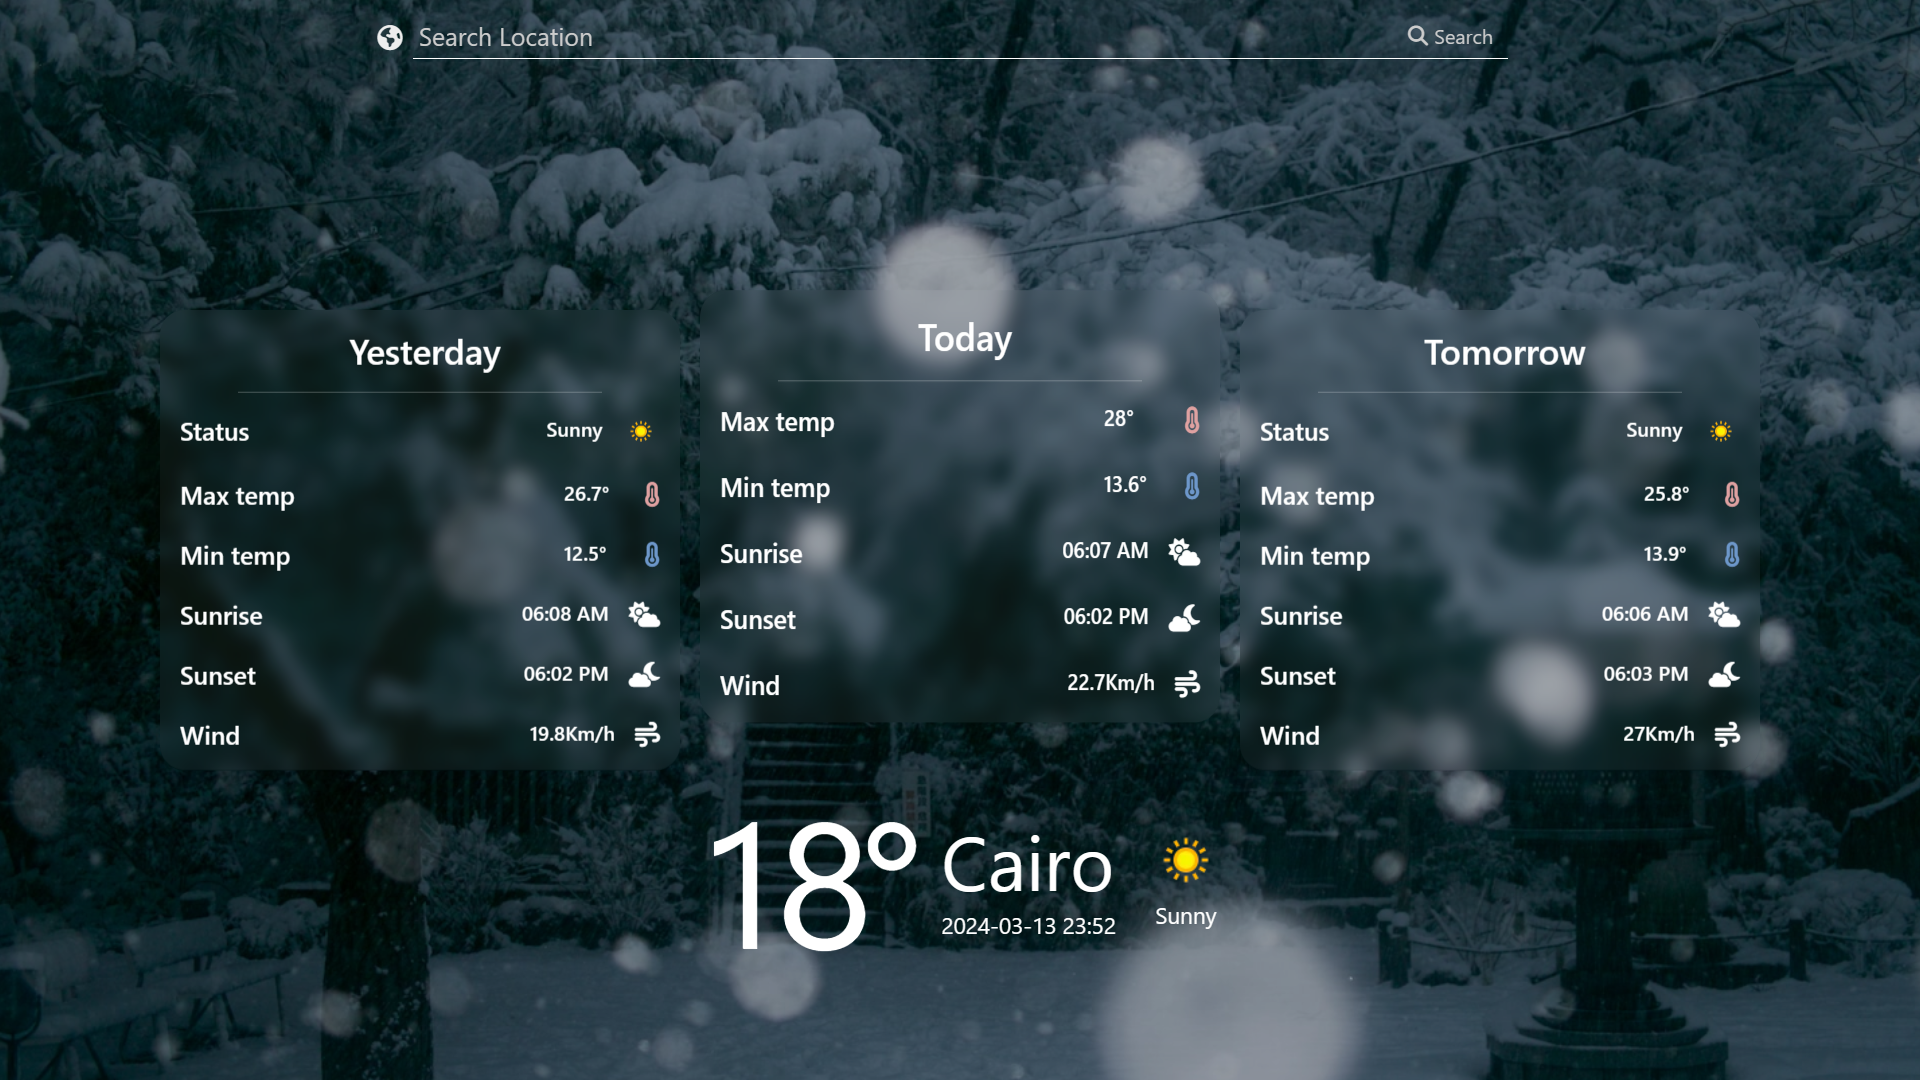 Search Location
Search
Yesterday
Status Sunny
Max temp 26.7°
Min temp 12.5°
Sunrise 06:08 AM
Sunset 06:02 PM
Wind 19.8Km/h
Today
Max temp 28°
Min temp 13.6°
Sunrise 06:07 AM
Sunset 06:02 PM
Wind 22.7Km/h
Tomorrow
Status Sunny
Max temp 25.8°
Min temp 13.9°
Sunrise 06:06 AM
Sunset 06:03 PM
Wind 27Km/h
18°
Cairo
2024-03-13 23:52
Sunny